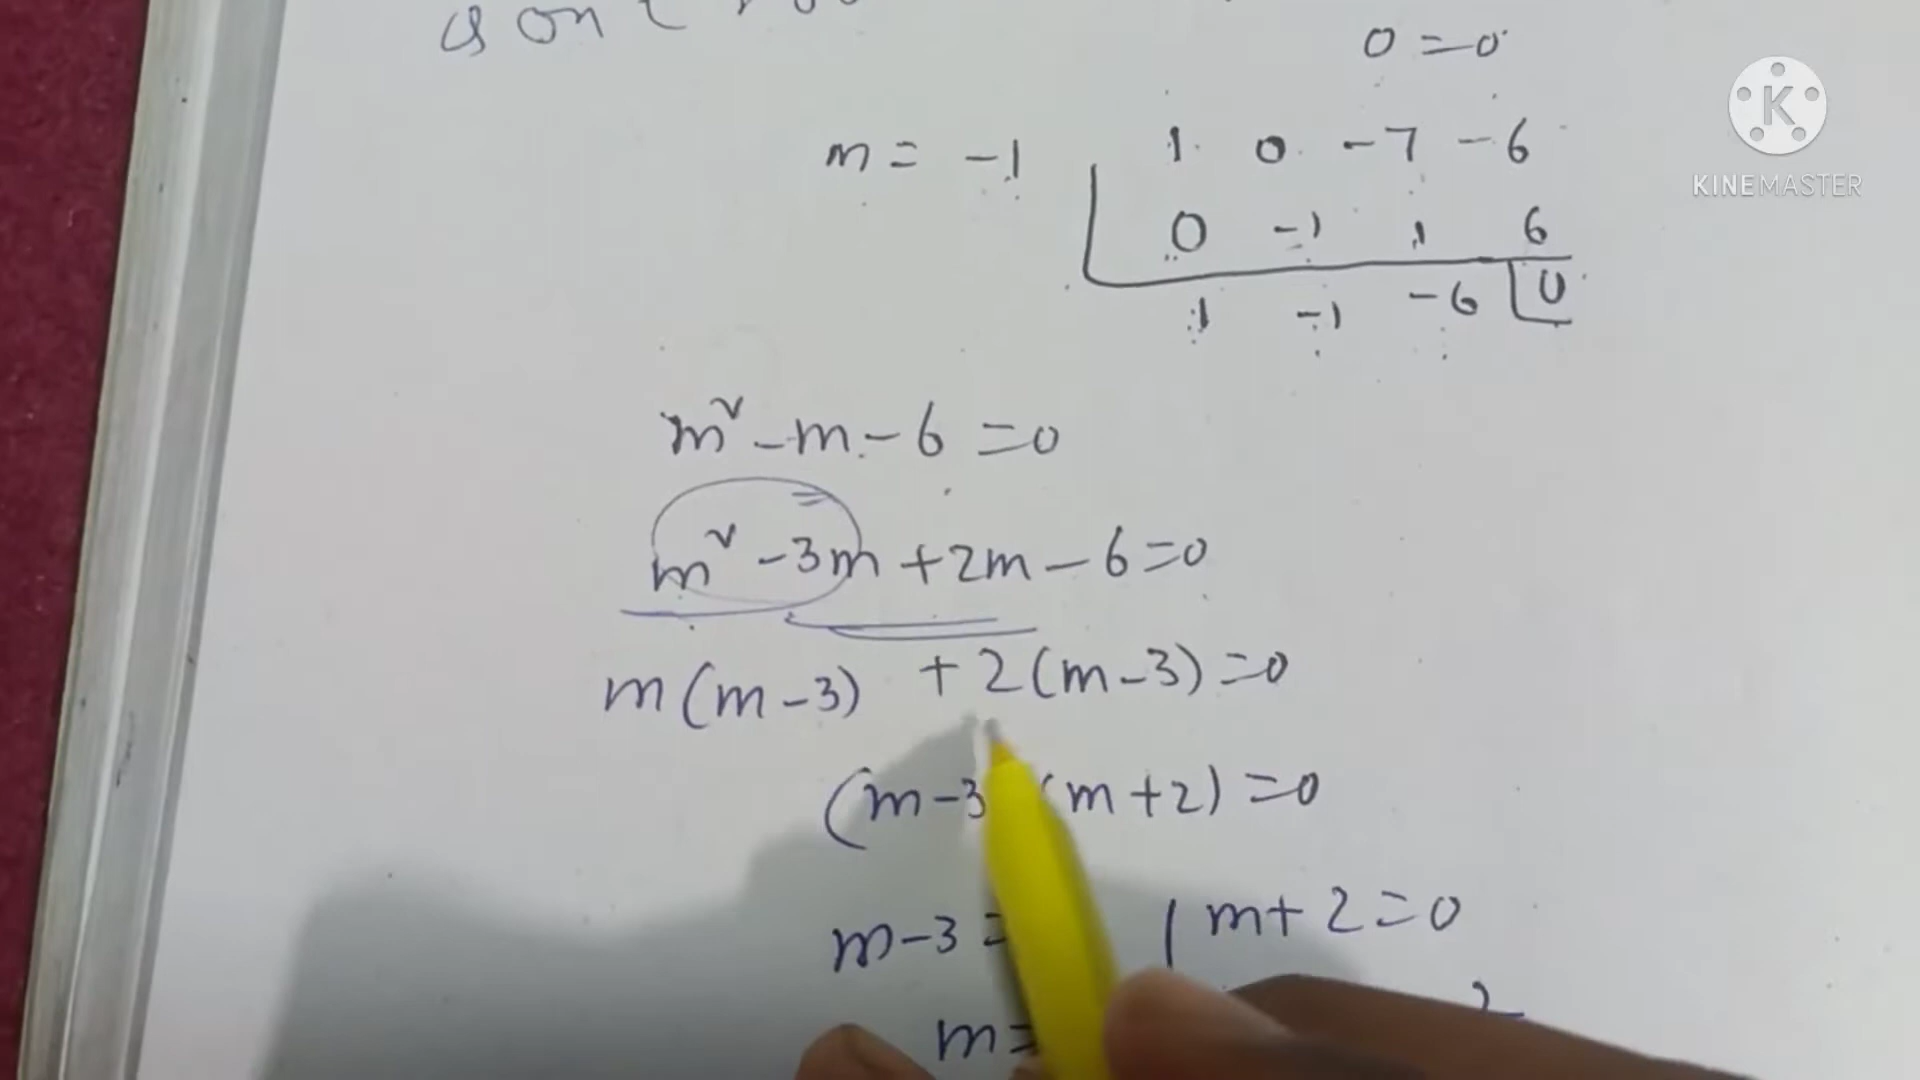 0 = 0
m = -1 1 0 -7 -6
0 -1 1 6
1 -1 -6 0
m² - m - 6 = 0
m² - 3m + 2m - 6 = 0
m(m-3) + 2(m-3) = 0
(m-3 (m+2) = 0
m-3 = | m+2 = 0
m= 2
K
KINEMASTER